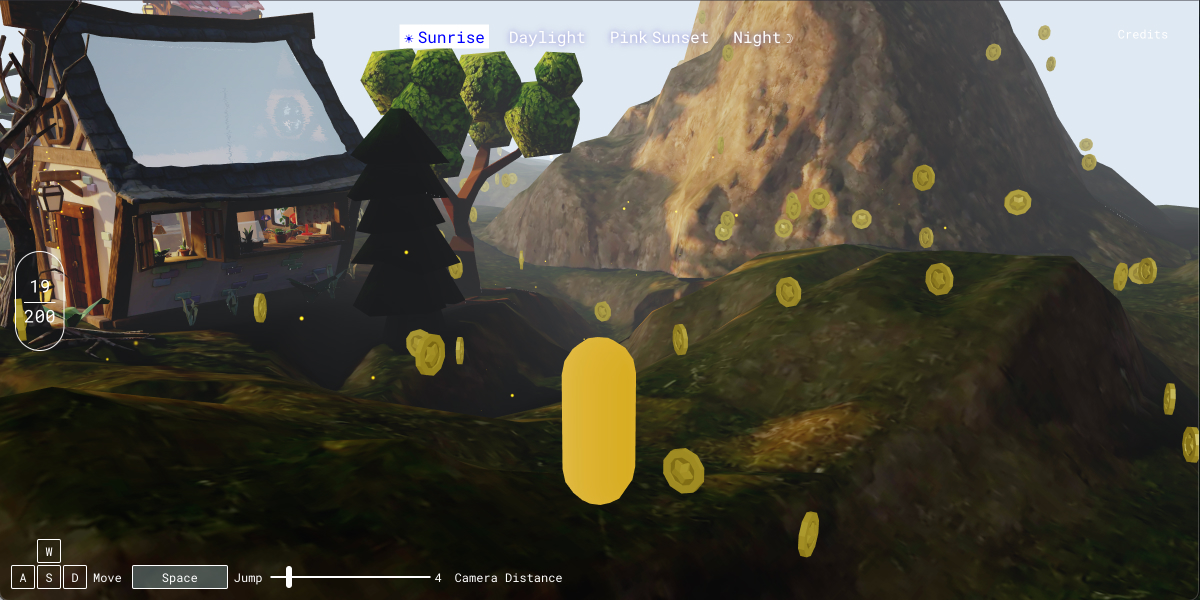 ☀ Sunrise Daylight Pink Sunset Night ☽
Credits
19
200
W
A S D Move Space Jump 4 Camera Distance